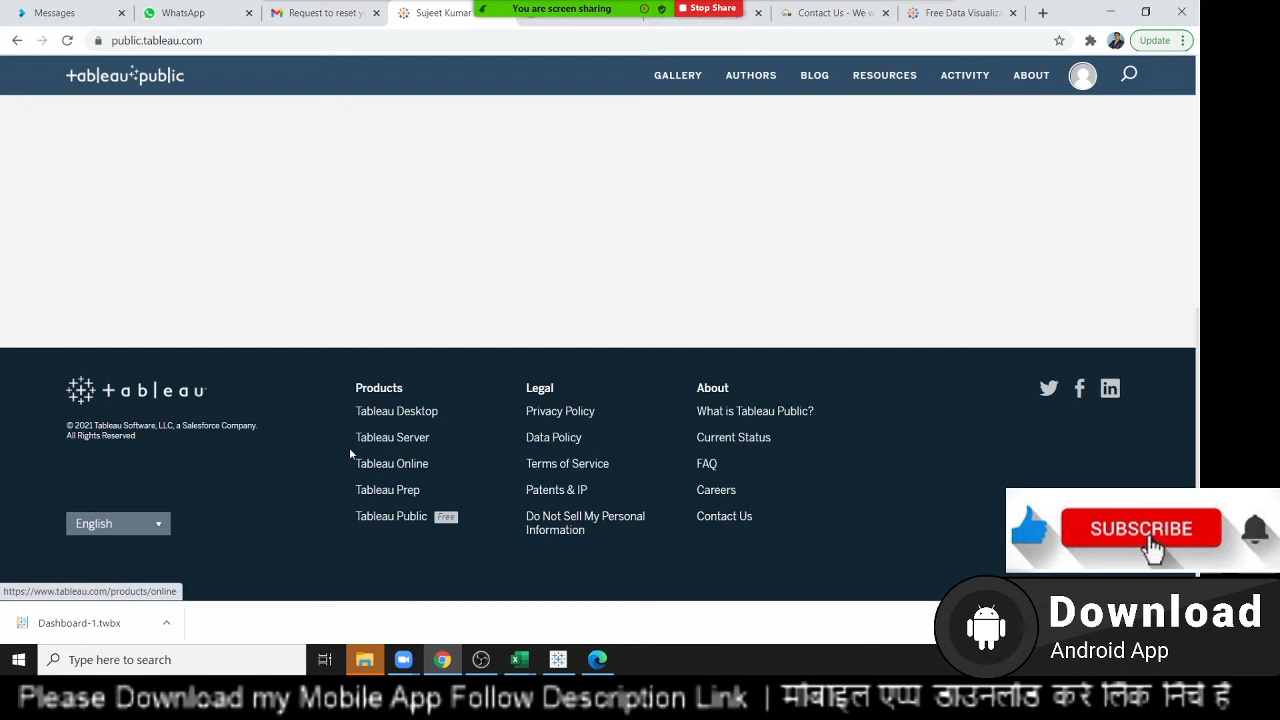 Messages
WhatsApp
Request to reset y
Sujeet Kumar
You are screen sharing
Stop Share
Contact Us - We w
Free Data Visualiz
public.tableau.com
Update
tableau public
GALLERY
AUTHORS
BLOG
RESOURCES
ACTIVITY
ABOUT
tableau
© 2021 Tableau Software, LLC, a Salesforce Company.
All Rights Reserved
English
Products
Tableau Desktop
Tableau Server
Tableau Online
Tableau Prep
Tableau Public Free
Legal
Privacy Policy
Data Policy
Terms of Service
Patents & IP
Do Not Sell My Personal
Information
About
What is Tableau Public?
Current Status
FAQ
Careers
Contact Us
SUBSCRIBE
https://www.tableau.com/products/online
Dashboard-1.twbx
Download
Android App
Type here to search
Please Download my Mobile App Follow Description Link | मोबाइल एप्प डाउनलोड करे लिंक निचे है